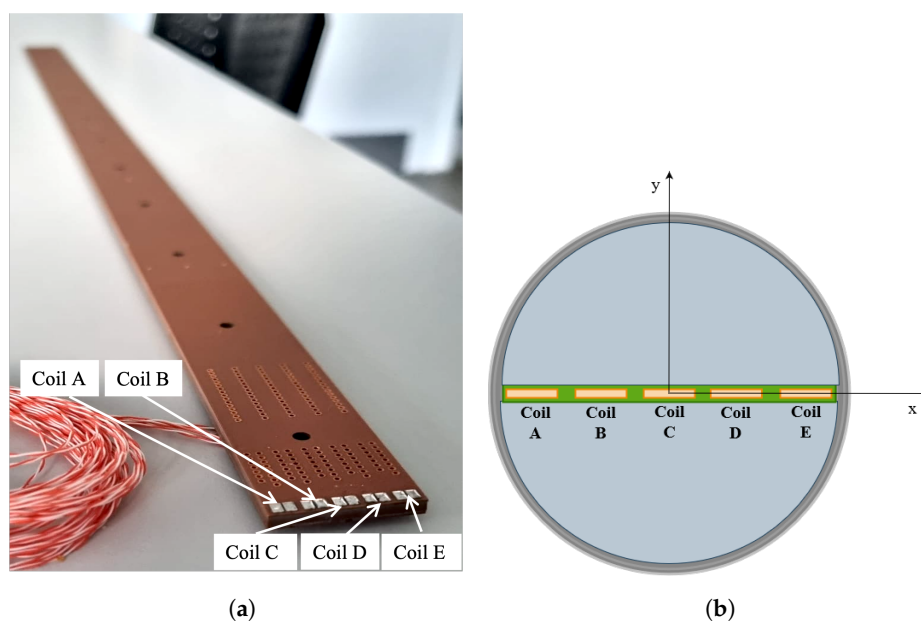 Coil A
Coil B
Coil C
Coil D
Coil E
(a)
y
x
Coil
A
Coil
B
Coil
C
Coil
D
Coil
E
(b)